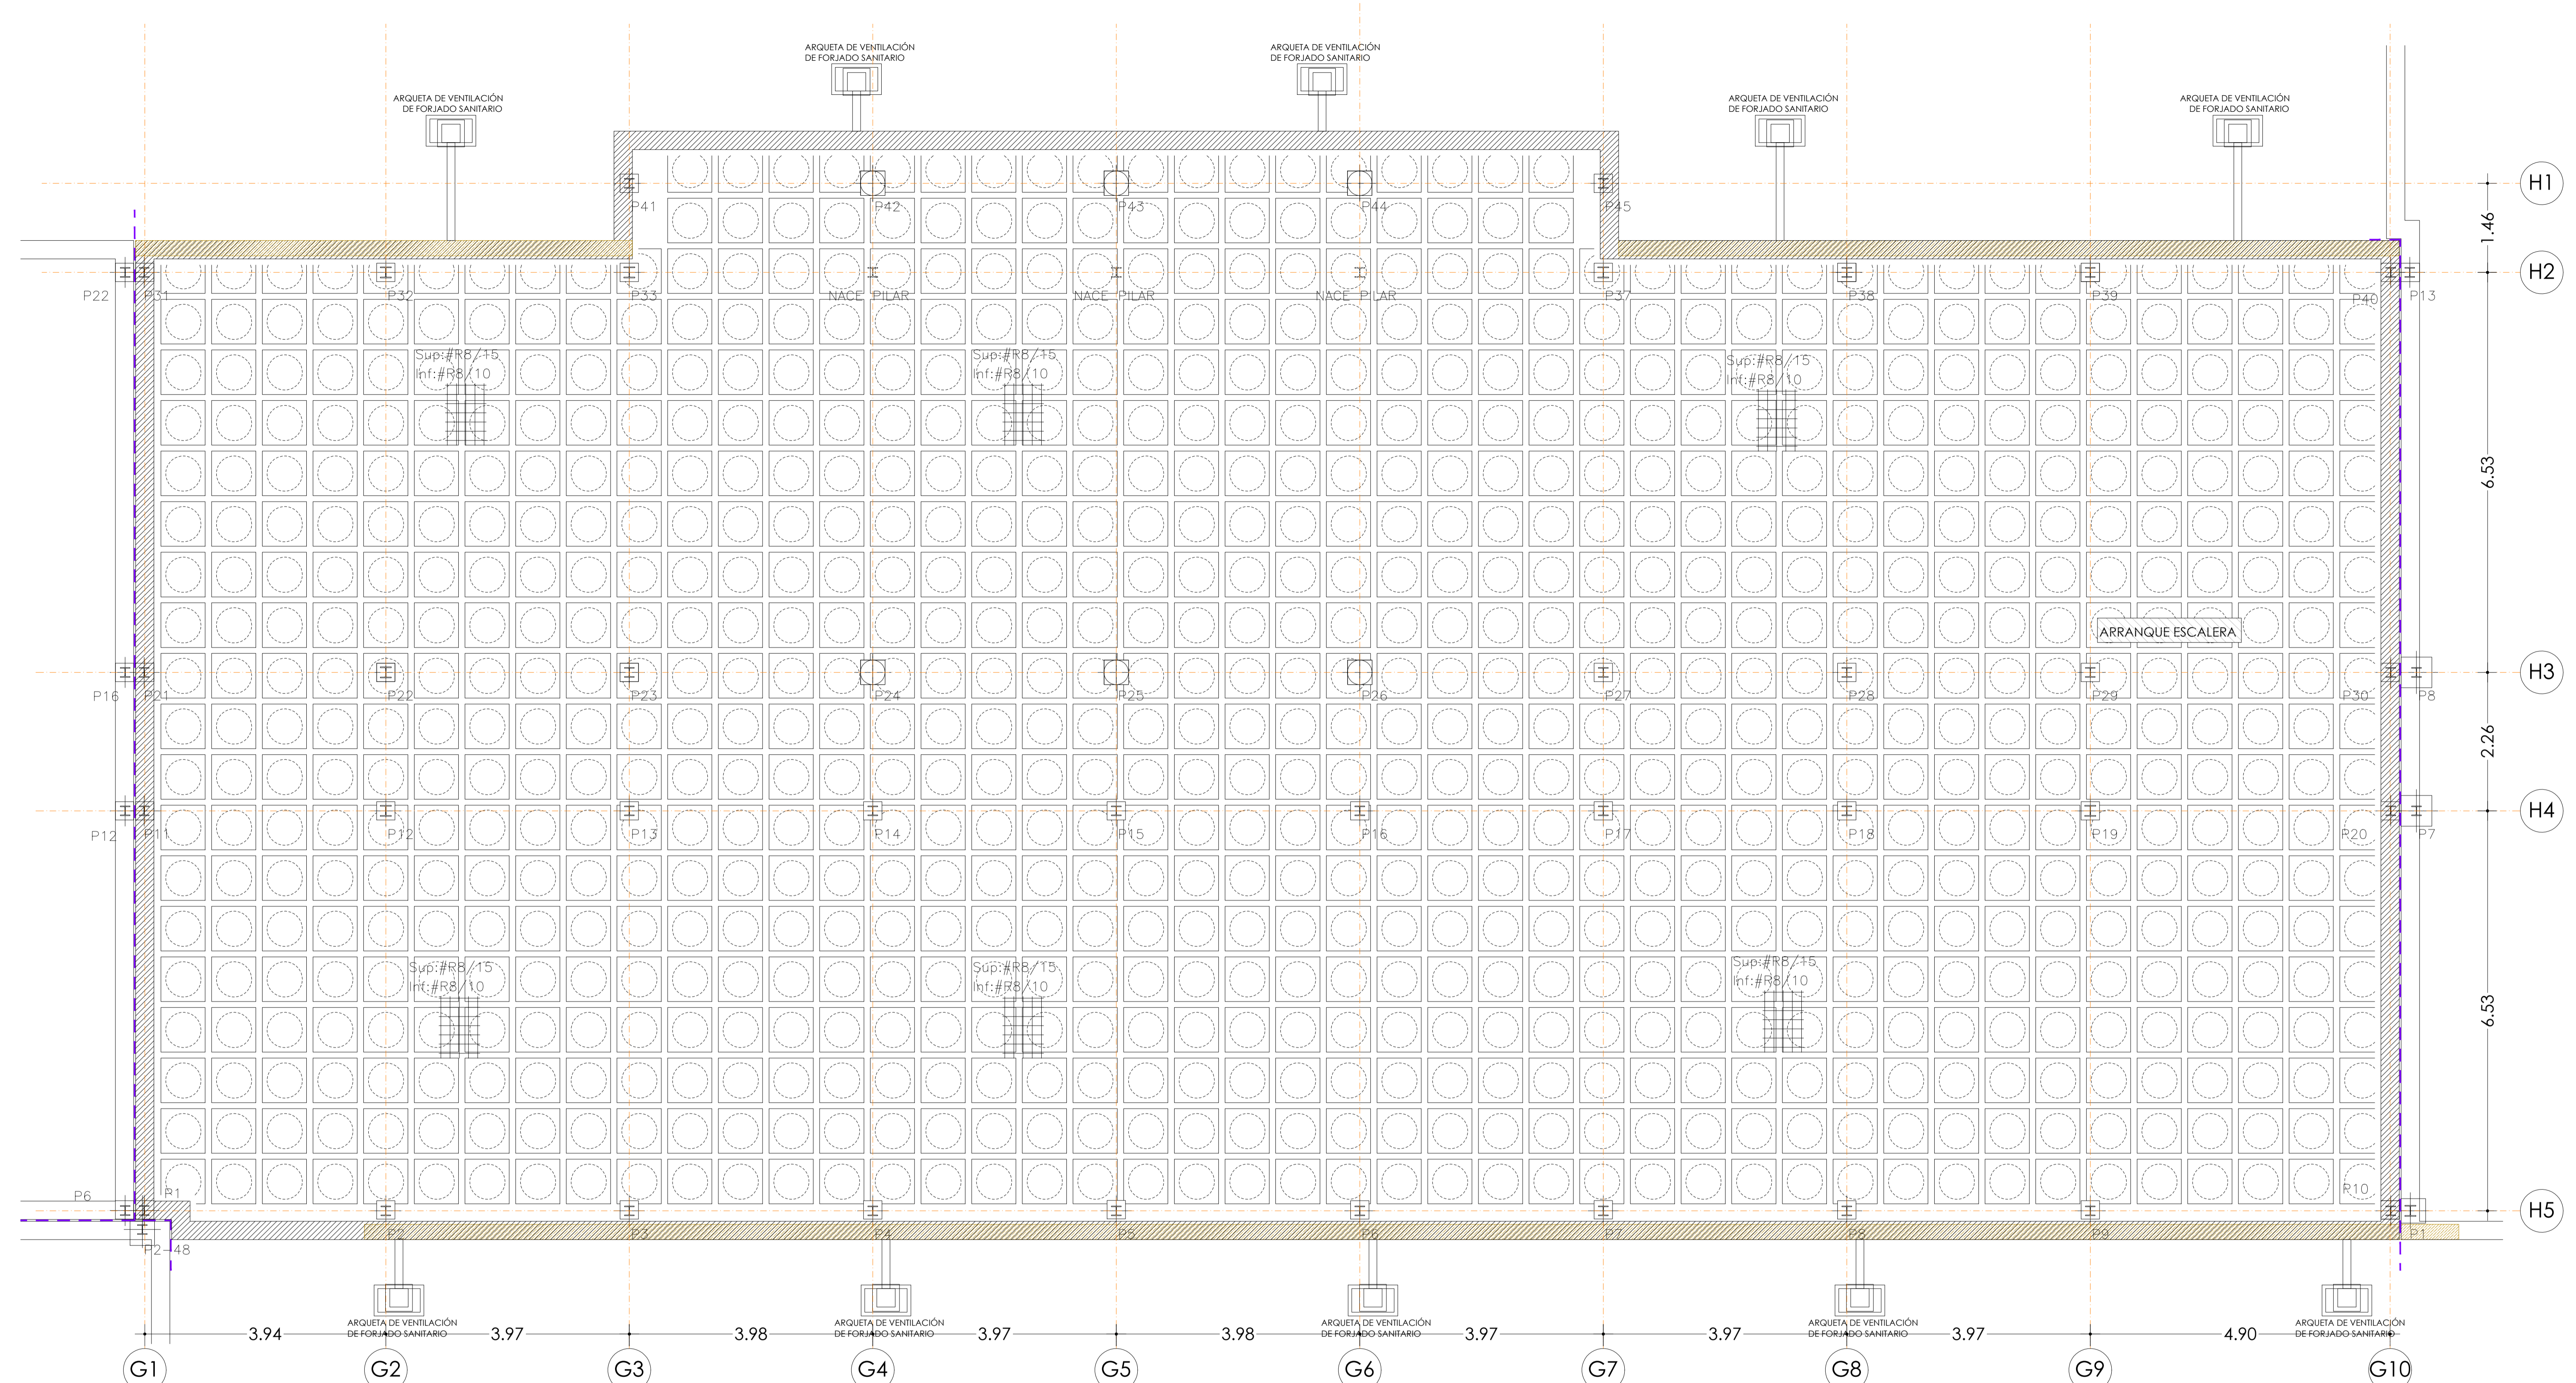 ARQUETA DE VENTILACIÓN
DE FORJADO SANITARIO
ARQUETA DE VENTILACIÓN
DE FORJADO SANITARIO
ARQUETA DE VENTILACIÓN
DE FORJADO SANITARIO
ARQUETA DE VENTILACIÓN
DE FORJADO SANITARIO
ARQUETA DE VENTILACIÓN
DE FORJADO SANITARIO
H1
P41
P42
P43
P44
P45
1.46
H2
P22
P31
P32
P33
NACE PILAR
NACE PILAR
NACE PILAR
P37
P38
P39
P40
P13
Sup:#R8/15
Inf:#R8/10
Sup:#R8/15
Inf:#R8/10
Sup:#R8/15
Inf:#R8/10
6.53
ARRANQUE ESCALERA
H3
P16
P21
P22
P23
P24
P25
P26
P27
P28
P29
P30
P8
2.26
H4
P12
P11
P12
P13
P14
P15
P16
P17
P18
P19
P20
P7
Sup:#R8/15
Inf:#R8/10
Sup:#R8/15
Inf:#R8/10
Sup:#R8/15
Inf:#R8/10
6.53
P6
P1
P10
H5
P2-48
P2
P3
P4
P5
P6
P7
P8
P9
P1
ARQUETA DE VENTILACIÓN
DE FORJADO SANITARIO
ARQUETA DE VENTILACIÓN
DE FORJADO SANITARIO
ARQUETA DE VENTILACIÓN
DE FORJADO SANITARIO
ARQUETA DE VENTILACIÓN
DE FORJADO SANITARIO
ARQUETA DE VENTILACIÓN
DE FORJADO SANITARIO
3.94
3.97
3.98
3.97
3.98
3.97
3.97
3.97
4.90
G1
G2
G3
G4
G5
G6
G7
G8
G9
G10